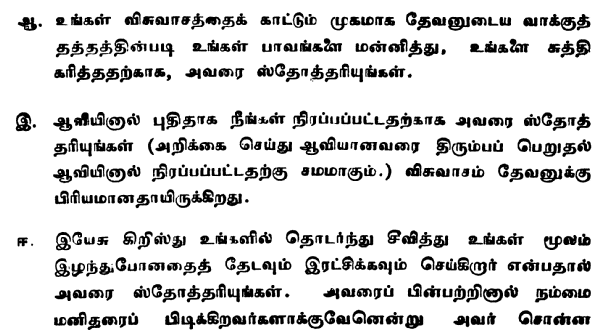 ஆ. உங்கள் விசுவாசத்தைக் காட்டும் முகமாக தேவனுடைய வாக்குத்
தத்தத்தின்படி உங்கள் பாவங்களை மன்னித்து, உங்களை சுத்தி
கரித்ததற்காக, அவரை ஸ்தோத்தரியுங்கள்.
இ. ஆவியினால் புதிதாக நீங்கள் நிரப்பப்பட்டதற்காக அவரை ஸ்தோத்
தரியுங்கள் (அறிக்கை செய்து ஆவியானவரை திரும்பப் பெறுதல்
ஆவியினால் நிரப்பப்பட்டதற்கு சமமாகும்.) விசுவாசம் தேவனுக்கு
பிரியமானதாயிருக்கிறது.
ஈ. இயேசு கிறிஸ்து உங்களில் தொடர்ந்து சீவித்து உங்கள் மூலம்
இழந்துபோனதைத் தேடவும் இரட்சிக்கவும் செய்கிறார் என்பதால்
அவரை ஸ்தோத்தரியுங்கள். அவரைப் பின்பற்றினால் நம்மை
மனிதரைப் பிடிக்கிறவர்களாக்குவேனென்று அவர் சொன்ன